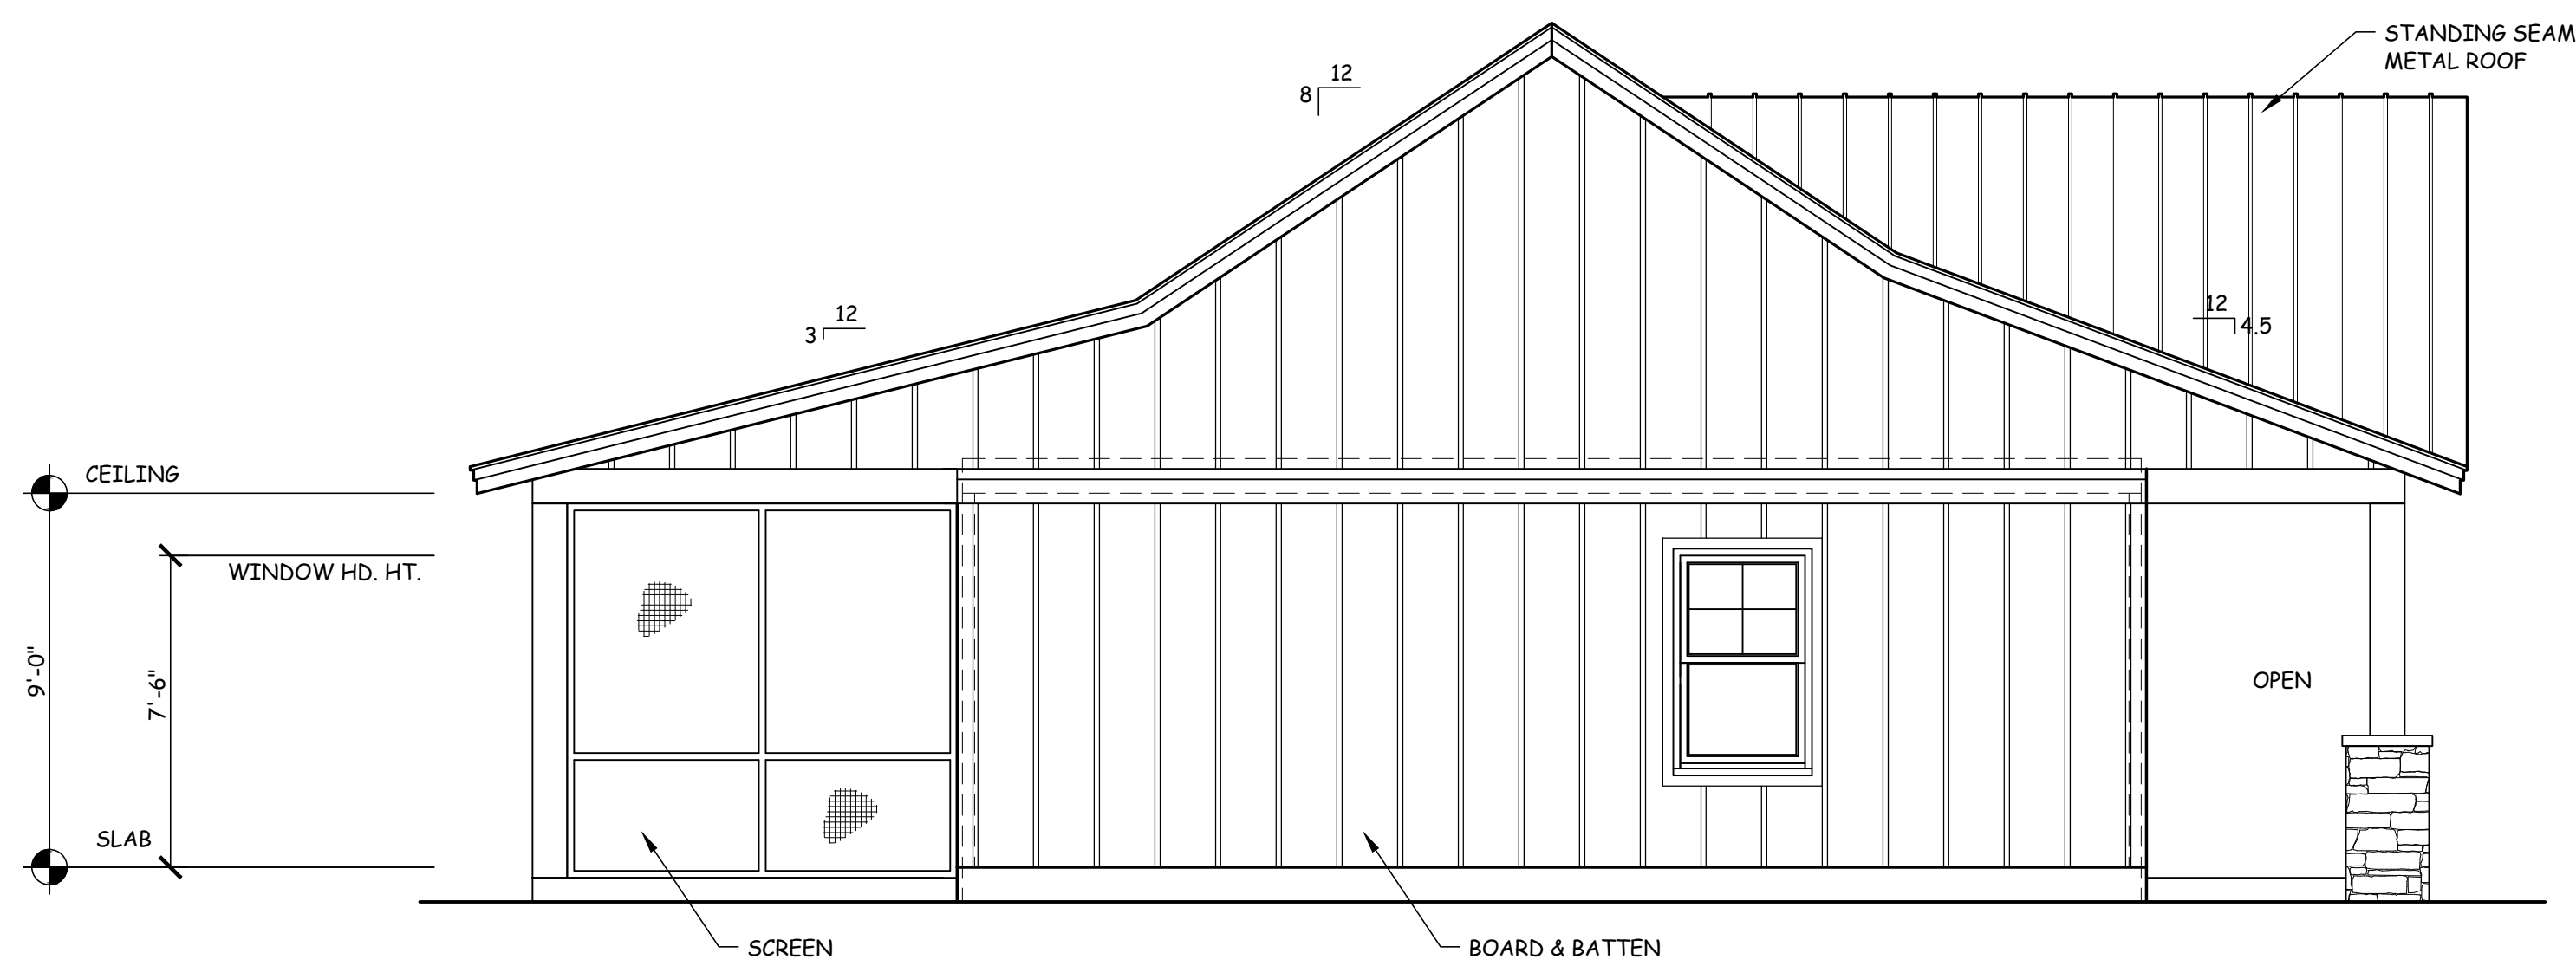 STANDING SEAM
METAL ROOF
12
8
12
3
12
4.5
CEILING
WINDOW HD. HT.
9'-0"
7'-6"
OPEN
SLAB
SCREEN
BOARD & BATTEN